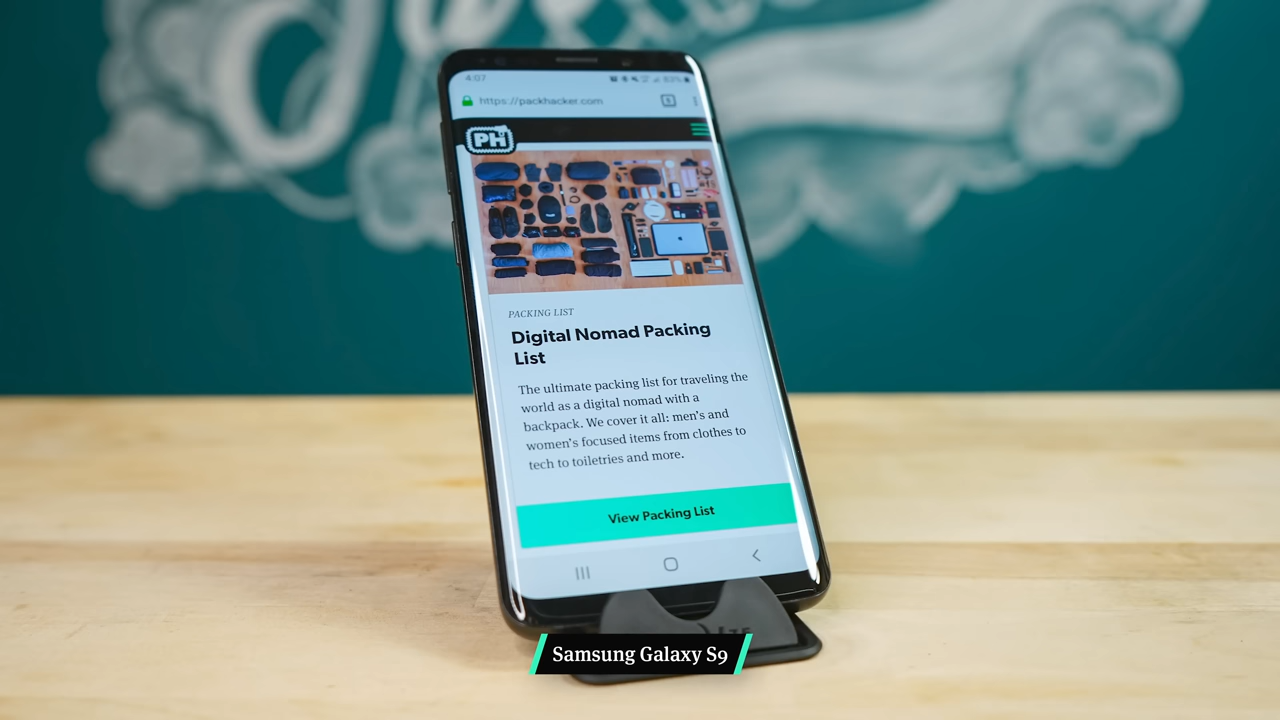 4:07
83%
https://packhacker.com
PH
PACKING LIST
Digital Nomad Packing
List
The ultimate packing list for traveling the
world as a digital nomad with a
backpack. We cover it all: men's and
women's focused items from clothes to
tech to toiletries and more.
View Packing List
Samsung Galaxy S9